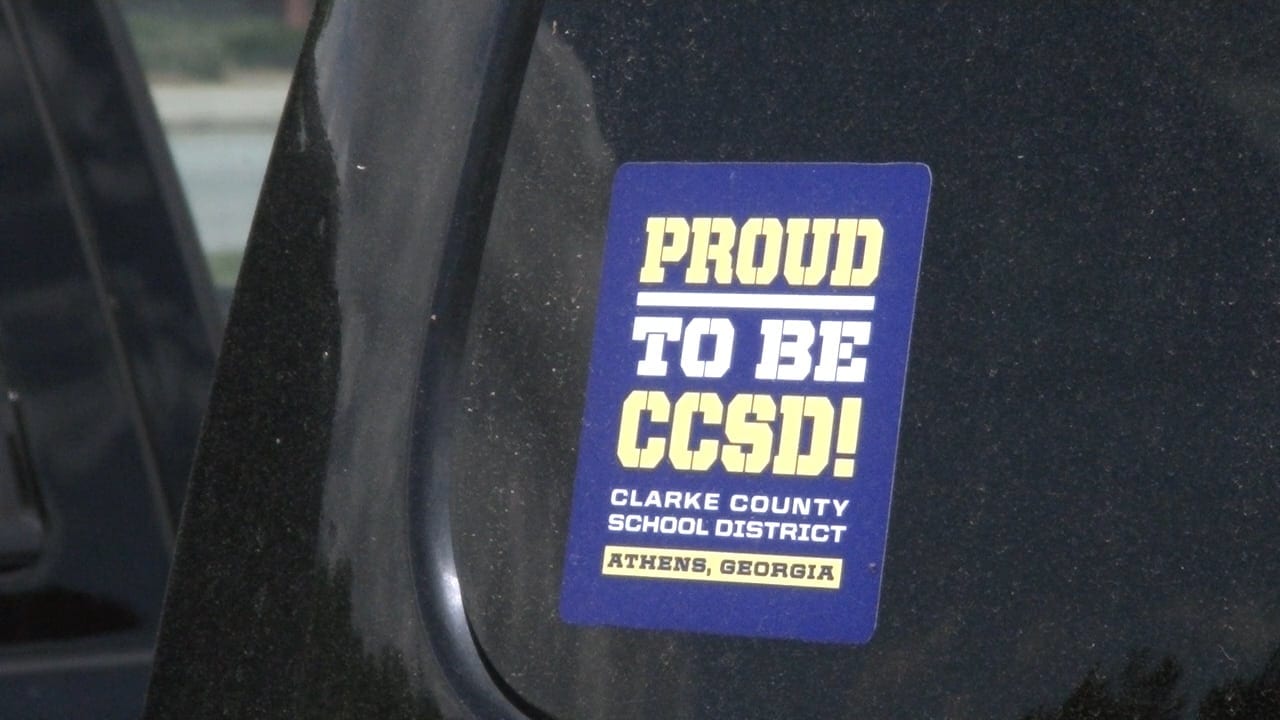 PROUD
TO BE
CCSD!
CLARKE COUNTY
SCHOOL DISTRICT
ATHENS, GEORGIA